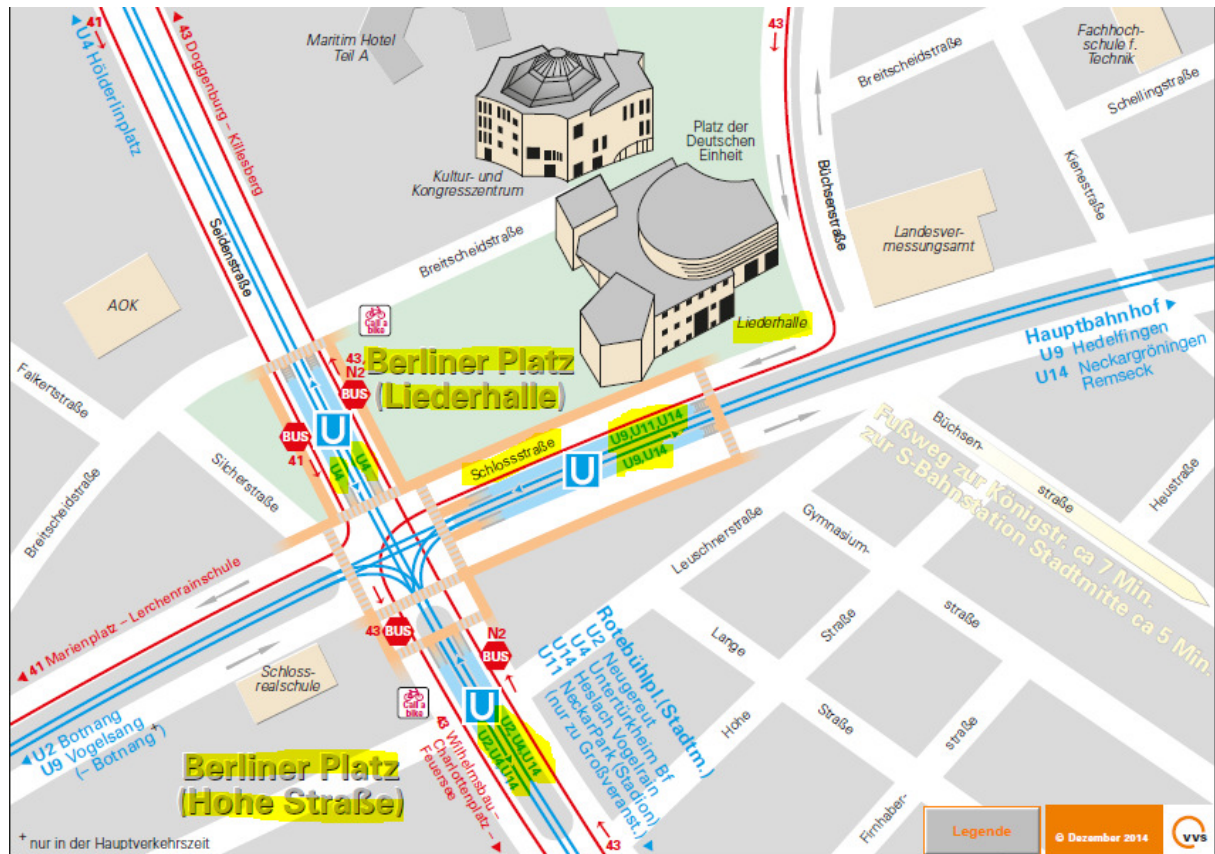 41
U4 Hölderlinplatz
43 Doggenburg – Killesberg
Maritim Hotel
Teil A
43
Fachhoch-
schule f.
Technik
Breitscheidstraße
Schellingstraße
Platz der
Deutschen
Einheit
Kultur- und
Kongresszentrum
Büchsenstraße
Kienestraße
Landesver-
messungsamt
Seidenstraße
Breitscheidstraße
AOK
Call a
bike
Liederhalle
Hauptbahnhof
U9 Hedelfingen
U14 Neckargröningen
Remseck
43,
N2
BUS
Berliner Platz
(Liederhalle)
Falkertstraße
U
BUS
41
U4
U4
Schlossstraße
U9,U11,U14
U9,U14
U
Silcherstraße
Breitscheidstraße
Büchsen-
straße
Heustraße
Fußweg zur Königstr. ca 7 Min.
zur S-Bahnstation Stadtmitte ca 5 Min.
Leuschnerstraße
Gymnasium-
straße
41 Marienplatz – Lerchenrainschule
43
BUS
N2
BUS
Lange
Straße
Straße
Hohe
Straße
straße
Firnhaber-
Schloss-
realschule
Call a
bike
U
U2,U4,U14
U2,U4,U14
Rotebühlpl.(Stadtm.)
U2 Neugereut
U4 Untertürkheim Bf
U14 Heslach Vogelrain
U11 NeckarPark (Stadion)
(nur zu Großveranst.)
U2 Botnang
U9 Vogelsang
(– Botnang +)
43 Wilhelmsbau –
Charlottenplatz –
Feuersee
Berliner Platz
(Hohe Straße)
43
+ nur in der Hauptverkehrszeit
Legende
© Dezember 2014
vvs